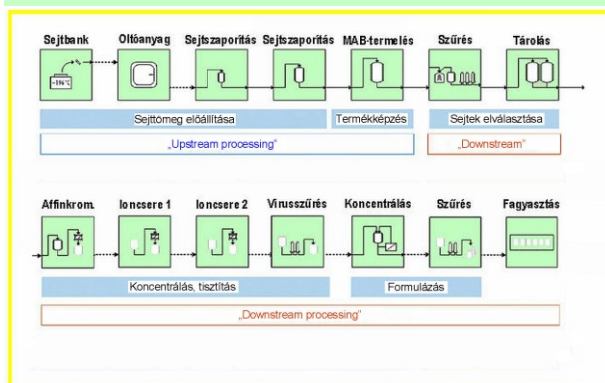 Sejtbank Oltóanyag Sejtszaporítás Sejtszaporítás MAB-termelés Szűrés Tárolás
-196°C
Sejttömeg előállítása Termékképzés Sejtek elválasztása
„Upstream processing” „Downstream”
Affinkrom. Ioncsere 1 Ioncsere 2 Vírusszűrés Koncentrálás Szűrés Fagyasztás
Koncentrálás, tisztítás Formulázás
„Downstream processing”